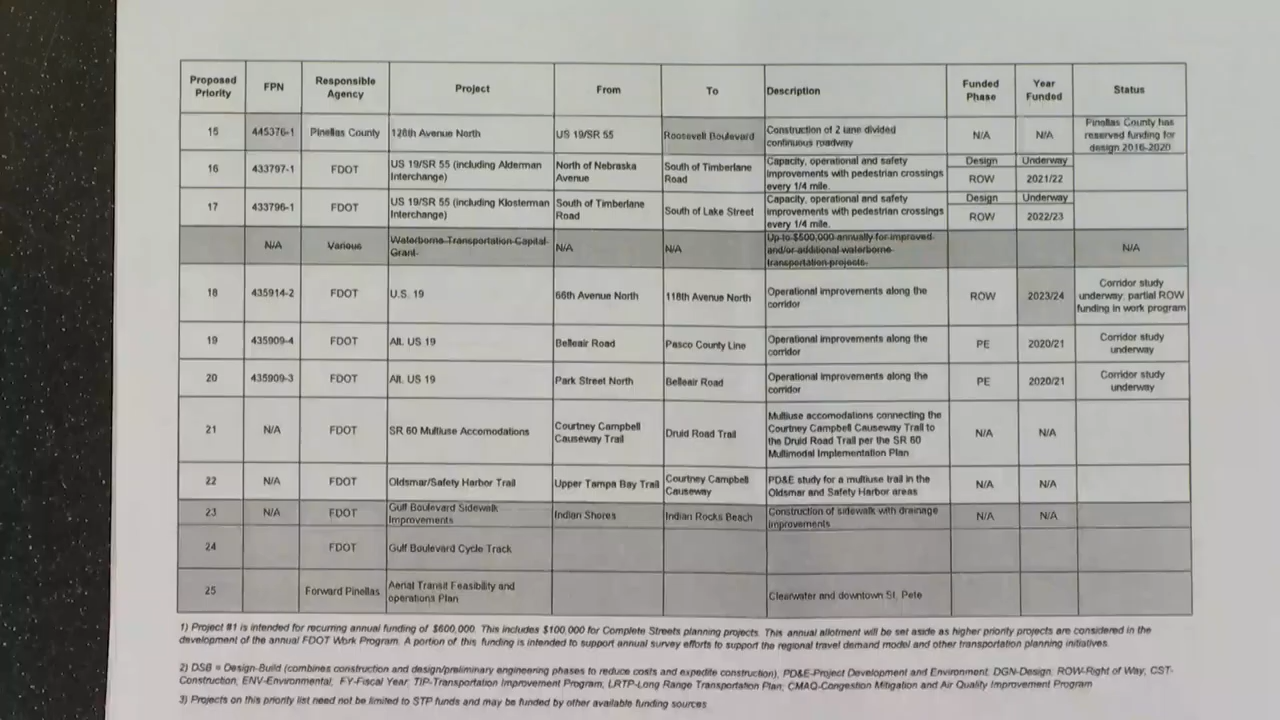 Proposed Priority FPN Responsible Agency Project From To Description Funded Phase Year Funded Status
15 445376-1 Pinellas County 126th Avenue North US 19/SR 55 Roosevelt Boulevard Construction of 2 lane divided continuous roadway N/A N/A Pinellas County has reserved funding for design 2016-2020
16 433797-1 FDOT US 19/SR 55 (including Alderman Interchange) North of Nebraska Avenue South of Timberlane Road Capacity, operational and safety improvements with pedestrian crossings every 1/4 mile. Design Underway
ROW 2021/22
17 433796-1 FDOT US 19/SR 55 (including Klosterman Interchange) South of Timberlane Road South of Lake Street Capacity, operational and safety improvements with pedestrian crossings every 1/4 mile. Design Underway
ROW 2022/23
N/A Various Waterborne Transportation Capital Grant N/A N/A Up to $500,000 annually for improved and/or additional waterborne transportation projects. N/A
18 435914-2 FDOT U.S. 19 66th Avenue North 118th Avenue North Operational improvements along the corridor ROW 2023/24 Corridor study underway; partial ROW funding in work program
19 435909-4 FDOT Alt. US 19 Belleair Road Pasco County Line Operational improvements along the corridor PE 2020/21 Corridor study underway
20 435909-3 FDOT Alt. US 19 Park Street North Belleair Road Operational improvements along the corridor PE 2020/21 Corridor study underway
21 N/A FDOT SR 60 Multiuse Accomodations Courtney Campbell Causeway Trail Druid Road Trail Multiuse accomodations connecting the Courtney Campbell Causeway Trail to the Druid Road Trail per the SR 60 Multimodal Implementation Plan N/A N/A
22 N/A FDOT Oldsmar/Safety Harbor Trail Upper Tampa Bay Trail Courtney Campbell Causeway PD&E study for a multiuse trail in the Oldsmar and Safety Harbor areas N/A N/A
23 N/A FDOT Gulf Boulevard Sidewalk Improvements Indian Shores Indian Rocks Beach Construction of sidewalk with drainage improvements N/A N/A
24 FDOT Gulf Boulevard Cycle Track
25 Forward Pinellas Aerial Transit Feasibility and operations Plan Clearwater and downtown St. Pete
1) Project #1 is intended for recurring annual funding of $600,000. This includes $100,000 for Complete Streets planning projects. This annual allotment will be set aside as higher priority projects are considered in the
development of the annual FDOT Work Program. A portion of this funding is intended to support annual survey efforts to support the regional travel demand model and other transportation planning initiatives.
2) DSB = Design-Build (combines construction and design/preliminary engineering phases to reduce costs and expedite construction), PD&E-Project Development and Environment, DGN-Design, ROW-Right of Way, CST-
Construction, ENV-Environmental, FY-Fiscal Year, TIP-Transportation Improvement Program, LRTP-Long Range Transportation Plan, CMAQ-Congestion Mitigation and Air Quality Improvement Program
3) Projects on this priority list need not be limited to STP funds and may be funded by other available funding sources